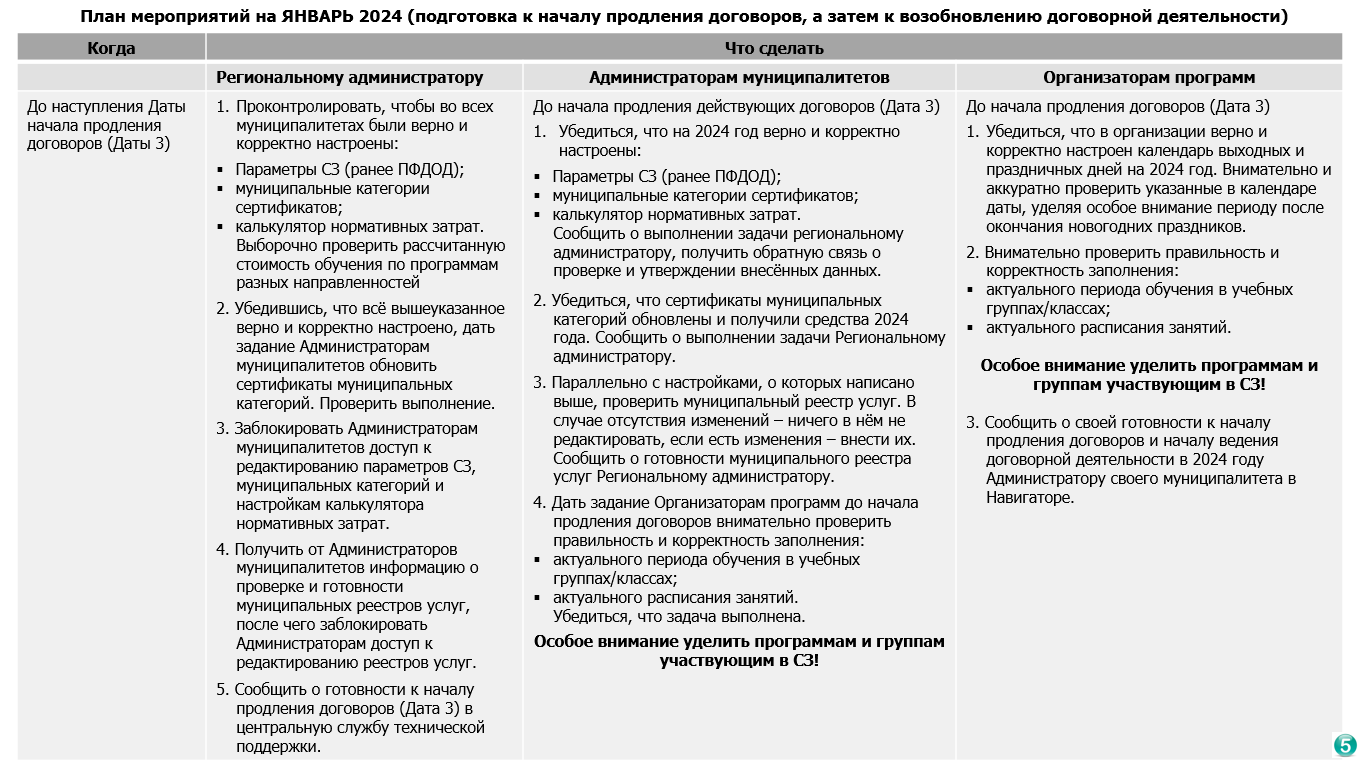 План мероприятий на ЯНВАРЬ 2024 (подготовка к началу продления договоров, а затем к возобновлению договорной деятельности)
Когда
Что сделать
Региональному администратору
Администраторам муниципалитетов
Организаторам программ
До наступления Даты
начала продления
договоров (Даты 3)
1. Проконтролировать, чтобы во всех
муниципалитетах были верно и
корректно настроены:
▪ Параметры СЗ (ранее ПФДОД);
▪ муниципальные категории
сертификатов;
▪ калькулятор нормативных затрат.
Выборочно проверить рассчитанную
стоимость обучения по программам
разных направленностей
2. Убедившись, что всё вышеуказанное
верно и корректно настроено, дать
задание Администраторам
муниципалитетов обновить
сертификаты муниципальных
категорий. Проверить выполнение.
3. Заблокировать Администраторам
муниципалитетов доступ к
редактированию параметров СЗ,
муниципальных категорий и
настройкам калькулятора
нормативных затрат.
4. Получить от Администраторов
муниципалитетов информацию о
проверке и готовности
муниципальных реестров услуг,
после чего заблокировать
Администраторам доступ к
редактированию реестров услуг.
5. Сообщить о готовности к началу
продления договоров (Дата 3) в
центральную службу технической
поддержки.
До начала продления действующих договоров (Дата 3)
1. Убедиться, что на 2024 год верно и корректно
настроены:
▪ Параметры СЗ (ранее ПФДОД);
▪ муниципальные категории сертификатов;
▪ калькулятор нормативных затрат.
Сообщить о выполнении задачи региональному
администратору, получить обратную связь о
проверке и утверждении внесённых данных.
2. Убедиться, что сертификаты муниципальных
категорий обновлены и получили средства 2024
года. Сообщить о выполнении задачи Региональному
администратору.
3. Параллельно с настройками, о которых написано
выше, проверить муниципальный реестр услуг. В
случае отсутствия изменений – ничего в нём не
редактировать, если есть изменения – внести их.
Сообщить о готовности муниципального реестра
услуг Региональному администратору.
4. Дать задание Организаторам программ до начала
продления договоров внимательно проверить
правильность и корректность заполнения:
▪ актуального периода обучения в учебных
группах/классах;
▪ актуального расписания занятий.
Убедиться, что задача выполнена.
Особое внимание уделить программам и группам
участвующим в СЗ!
До начала продления договоров (Дата 3)
1. Убедиться, что в организации верно и
корректно настроен календарь выходных и
праздничных дней на 2024 год. Внимательно и
аккуратно проверить указанные в календаре
даты, уделяя особое внимание периоду после
окончания новогодних праздников.
2. Внимательно проверить правильность и
корректность заполнения:
▪ актуального периода обучения в учебных
группах/классах;
▪ актуального расписания занятий.
Особое внимание уделить программам и
группам участвующим в СЗ!
3. Сообщить о своей готовности к началу
продления договоров и началу ведения
договорной деятельности в 2024 году
Администратору своего муниципалитета в
Навигаторе.
5